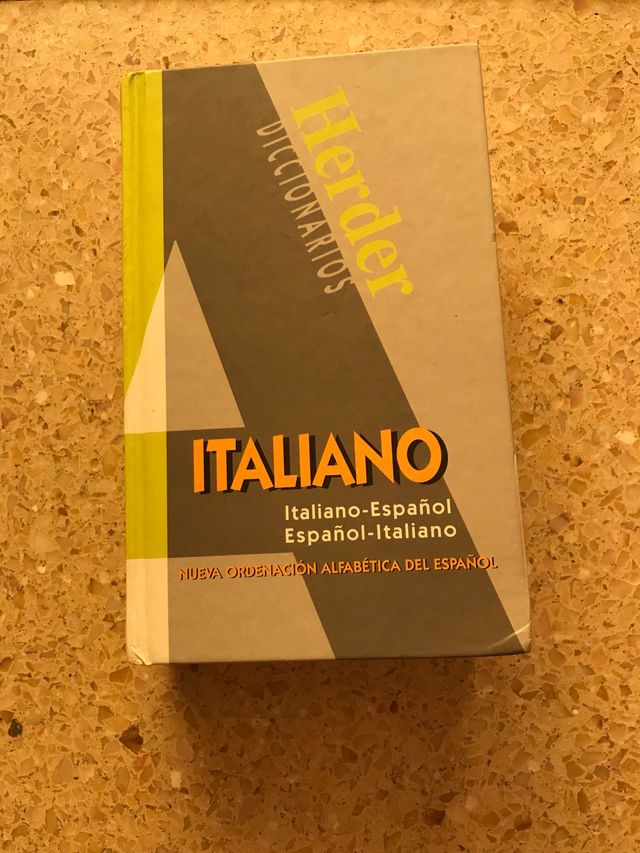 Herder
DICCIONARIOS
ITALIANO
Italiano-Español
Español-Italiano
NUEVA ORDENACIÓN ALFABÉTICA DEL ESPAÑOL